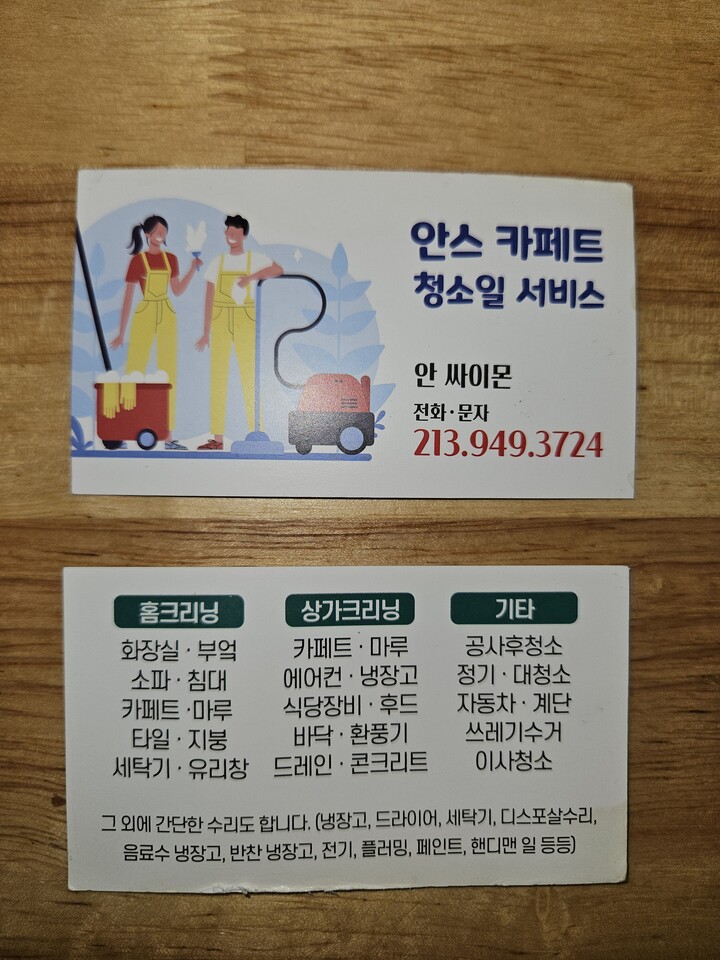 안스 카페트
청소일 서비스
안 싸이몬
전화·문자
213.949.3724
홈크리닝
화장실 · 부엌
소파 · 침대
카페트 · 마루
타일 · 지붕
세탁기 · 유리창
상가크리닝
카페트 · 마루
에어컨 · 냉장고
식당장비 · 후드
바닥 · 환풍기
드레인 · 콘크리트
기타
공사후청소
정기 · 대청소
자동차 · 계단
쓰레기수거
이사청소
그 외에 간단한 수리도 합니다. (냉장고, 드라이어, 세탁기, 디스포살수리,
음료수 냉장고, 반찬 냉장고, 전기, 플러밍, 페인트, 핸디맨 일 등등)